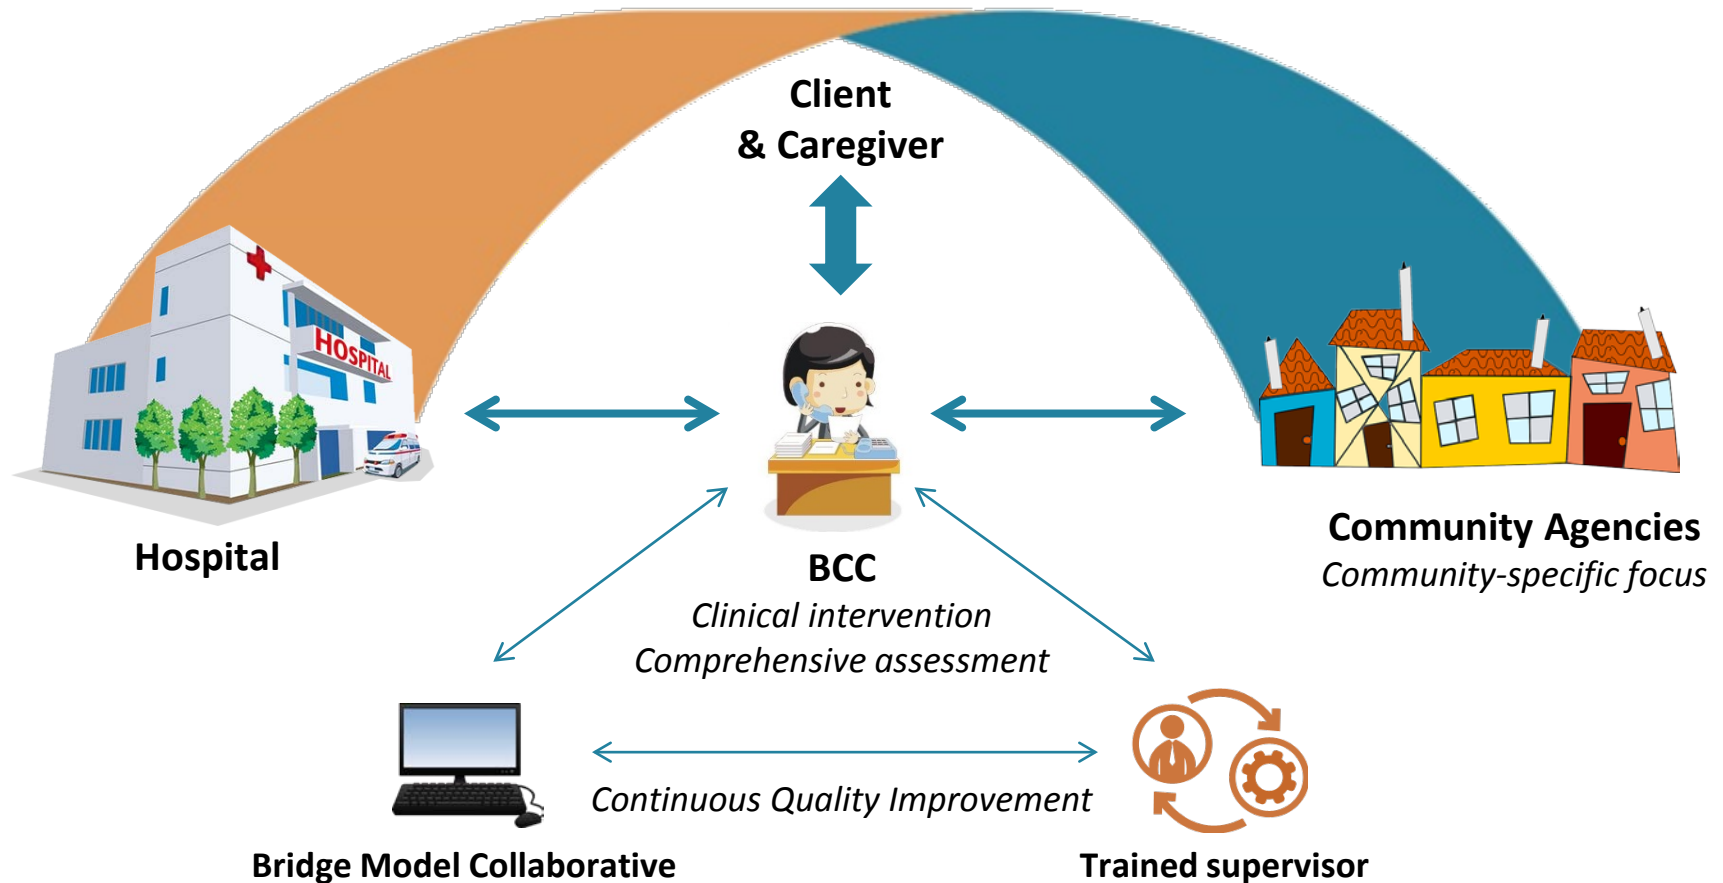 Client
& Caregiver
HOSPITAL
Hospital
BCC
Clinical intervention
Comprehensive assessment
Community Agencies
Community-specific focus
Continuous Quality Improvement
Bridge Model Collaborative
Trained supervisor